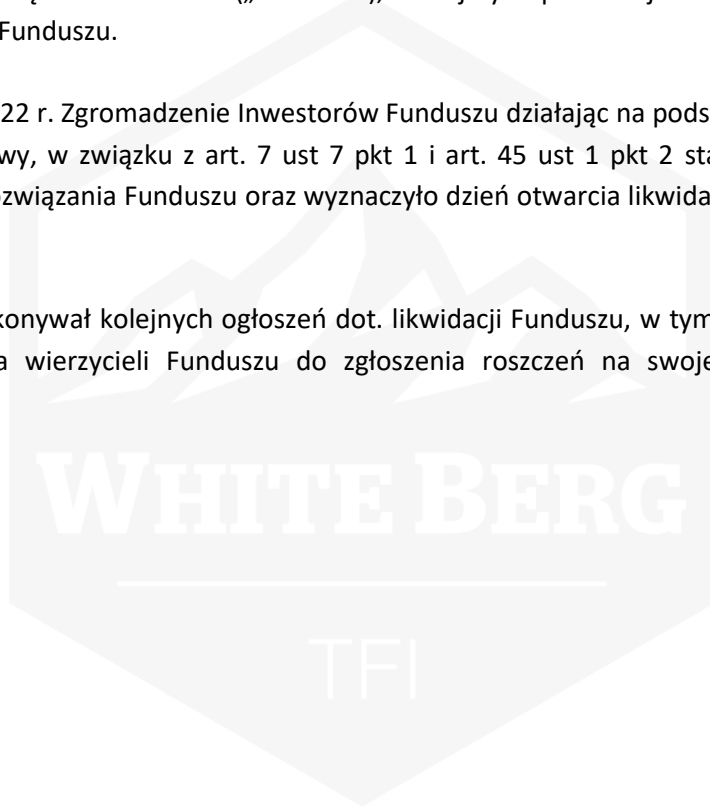 Funduszu.
22 r. Zgromadzenie Inwestorów Funduszu działając na pods
wy, w związku z art. 7 ust 7 pkt 1 i art. 45 ust 1 pkt 2 sta
ozwiązania Funduszu oraz wyznaczyło dzień otwarcia likwida
konywał kolejnych ogłoszeń dot. likwidacji Funduszu, w tym
a wierzycieli Funduszu do zgłoszenia roszczeń na swoje
WHITE BERG
TFI